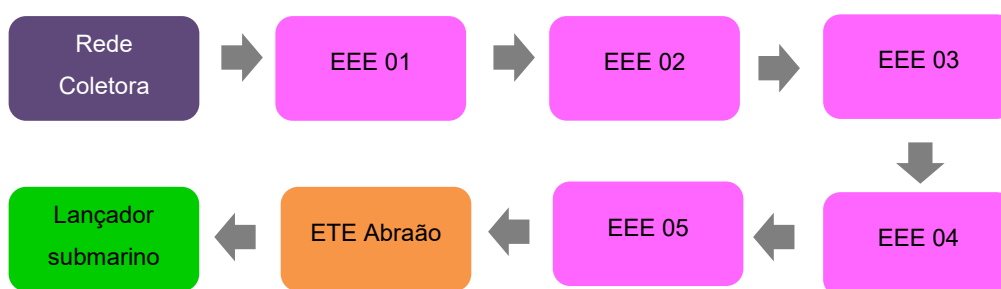 Rede
Coletora
EEE 01
EEE 02
EEE 03
Lançador
submarino
ETE Abraão
EEE 05
EEE 04